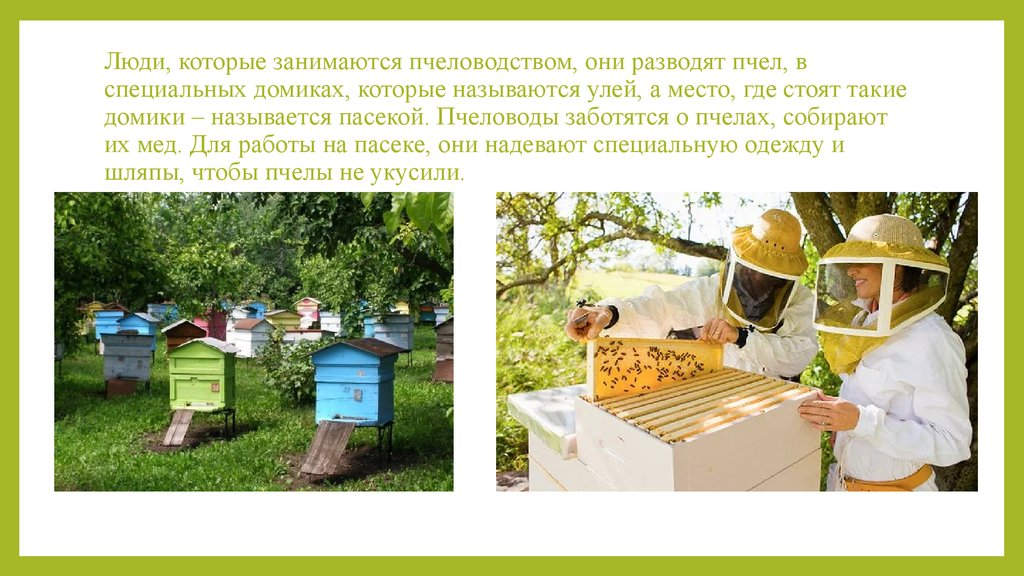 Люди, которые занимаются пчеловодством, они разводят пчел, в
специальных домиках, которые называются улей, а место, где стоят такие
домики – называется пасекой. Пчеловоды заботятся о пчелах, собирают
их мед. Для работы на пасеке, они надевают специальную одежду и
шляпы, чтобы пчелы не укусили.